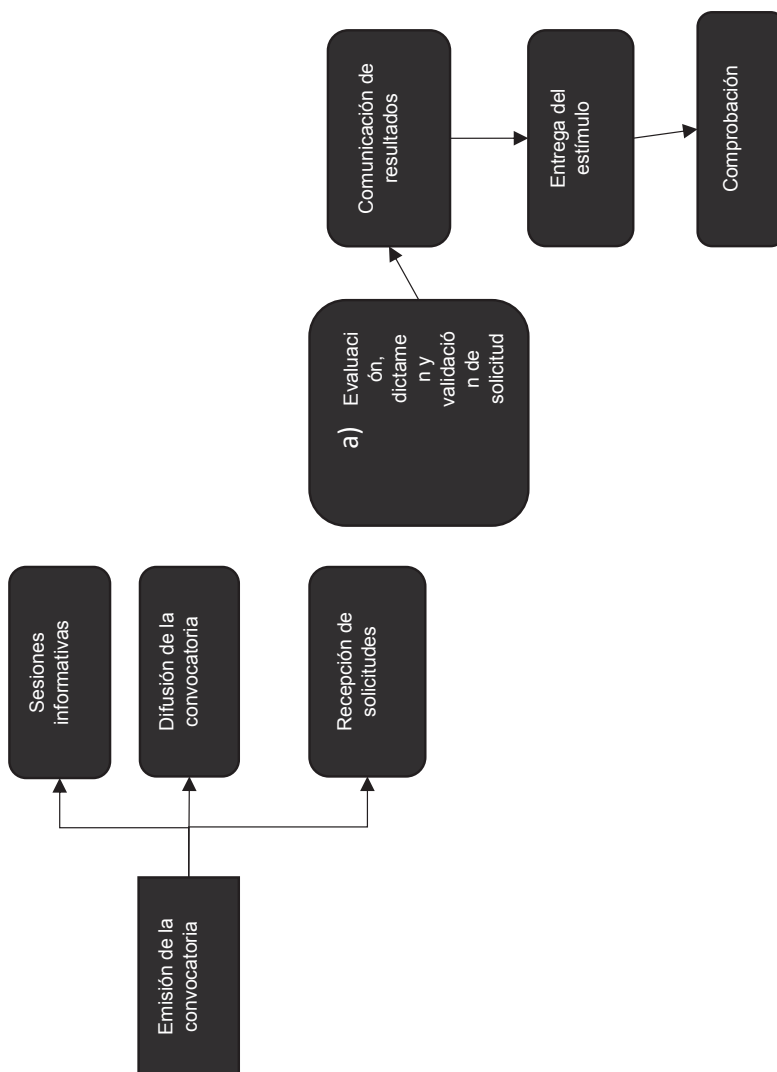 Emisión de la
convocatoria
Sesiones
informativas
Difusión de la
convocatoria
Recepción de
solicitudes
a) Evaluaci
ón,
dictame
n y
validació
n de
solicitud
Comunicación de
resultados
Entrega del
estímulo
Comprobación